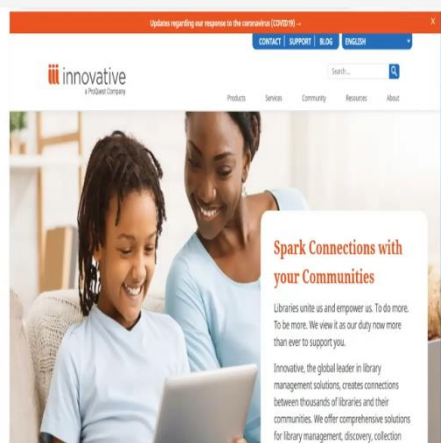 Updates regarding our response to the coronavirus (COVID19) → X
CONTACT | SUPPORT | BLOG ENGLISH
innovative
a ProQuest Company
Search...
Products Services Community Resources About
Spark Connections with
your Communities
Libraries unite us and empower us. To do more.
To be more. We view it as our duty now more
than ever to support you.
Innovative, the global leader in library
management solutions, creates connections
between thousands of libraries and their
communities. We offer comprehensive solutions
for library management, discovery, collection